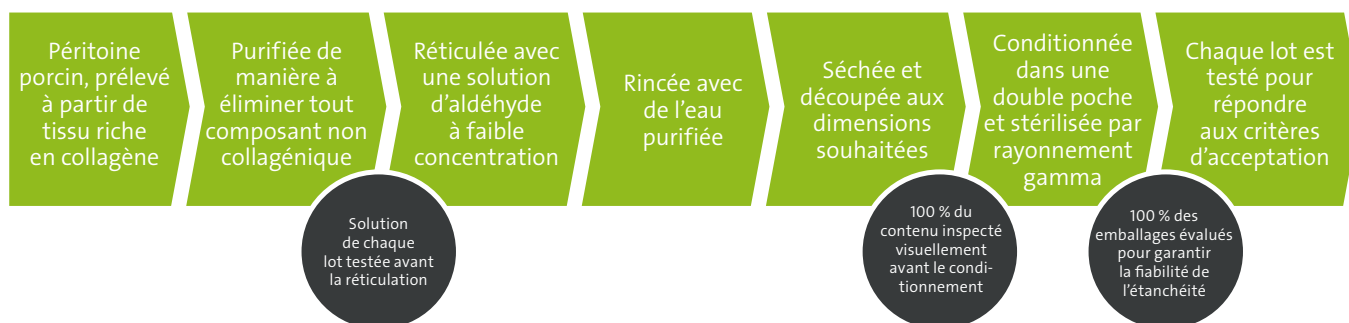 Péritoine
porcin, prélevé
à partir de
tissu riche
en collagène
Purifiée de
manière à
éliminer tout
composant non
collagénique
Réticulée avec
une solution
d’aldéhyde
à faible
concentration
Rincée avec
de l’eau
purifiée
Séchée et
découpée aux
dimensions
souhaitées
Conditionnée
dans une
double poche
et stérilisée par
rayonnement
gamma
Chaque lot est
testé pour
répondre
aux critères
d’acceptation
Solution
de chaque
lot testée avant
la réticulation
100 % du
contenu inspecté
visuellement
avant le condi-
tionnement
100 % des
emballages évalués
pour garantir
la fiabilité de
l’étanchéité